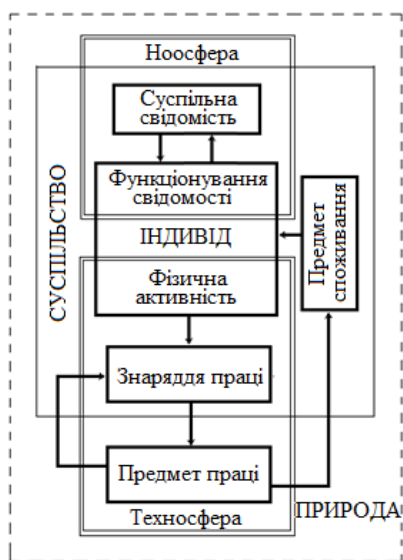 Ноосфера
Суспільна
свідомість
Функціонування
свідомості
ІНДИВІД
Фізична
активність
Предмет
споживання
СУСПІЛЬСТВО
Знаряддя праці
Предмет праці
Техносфера
ПРИРОДА